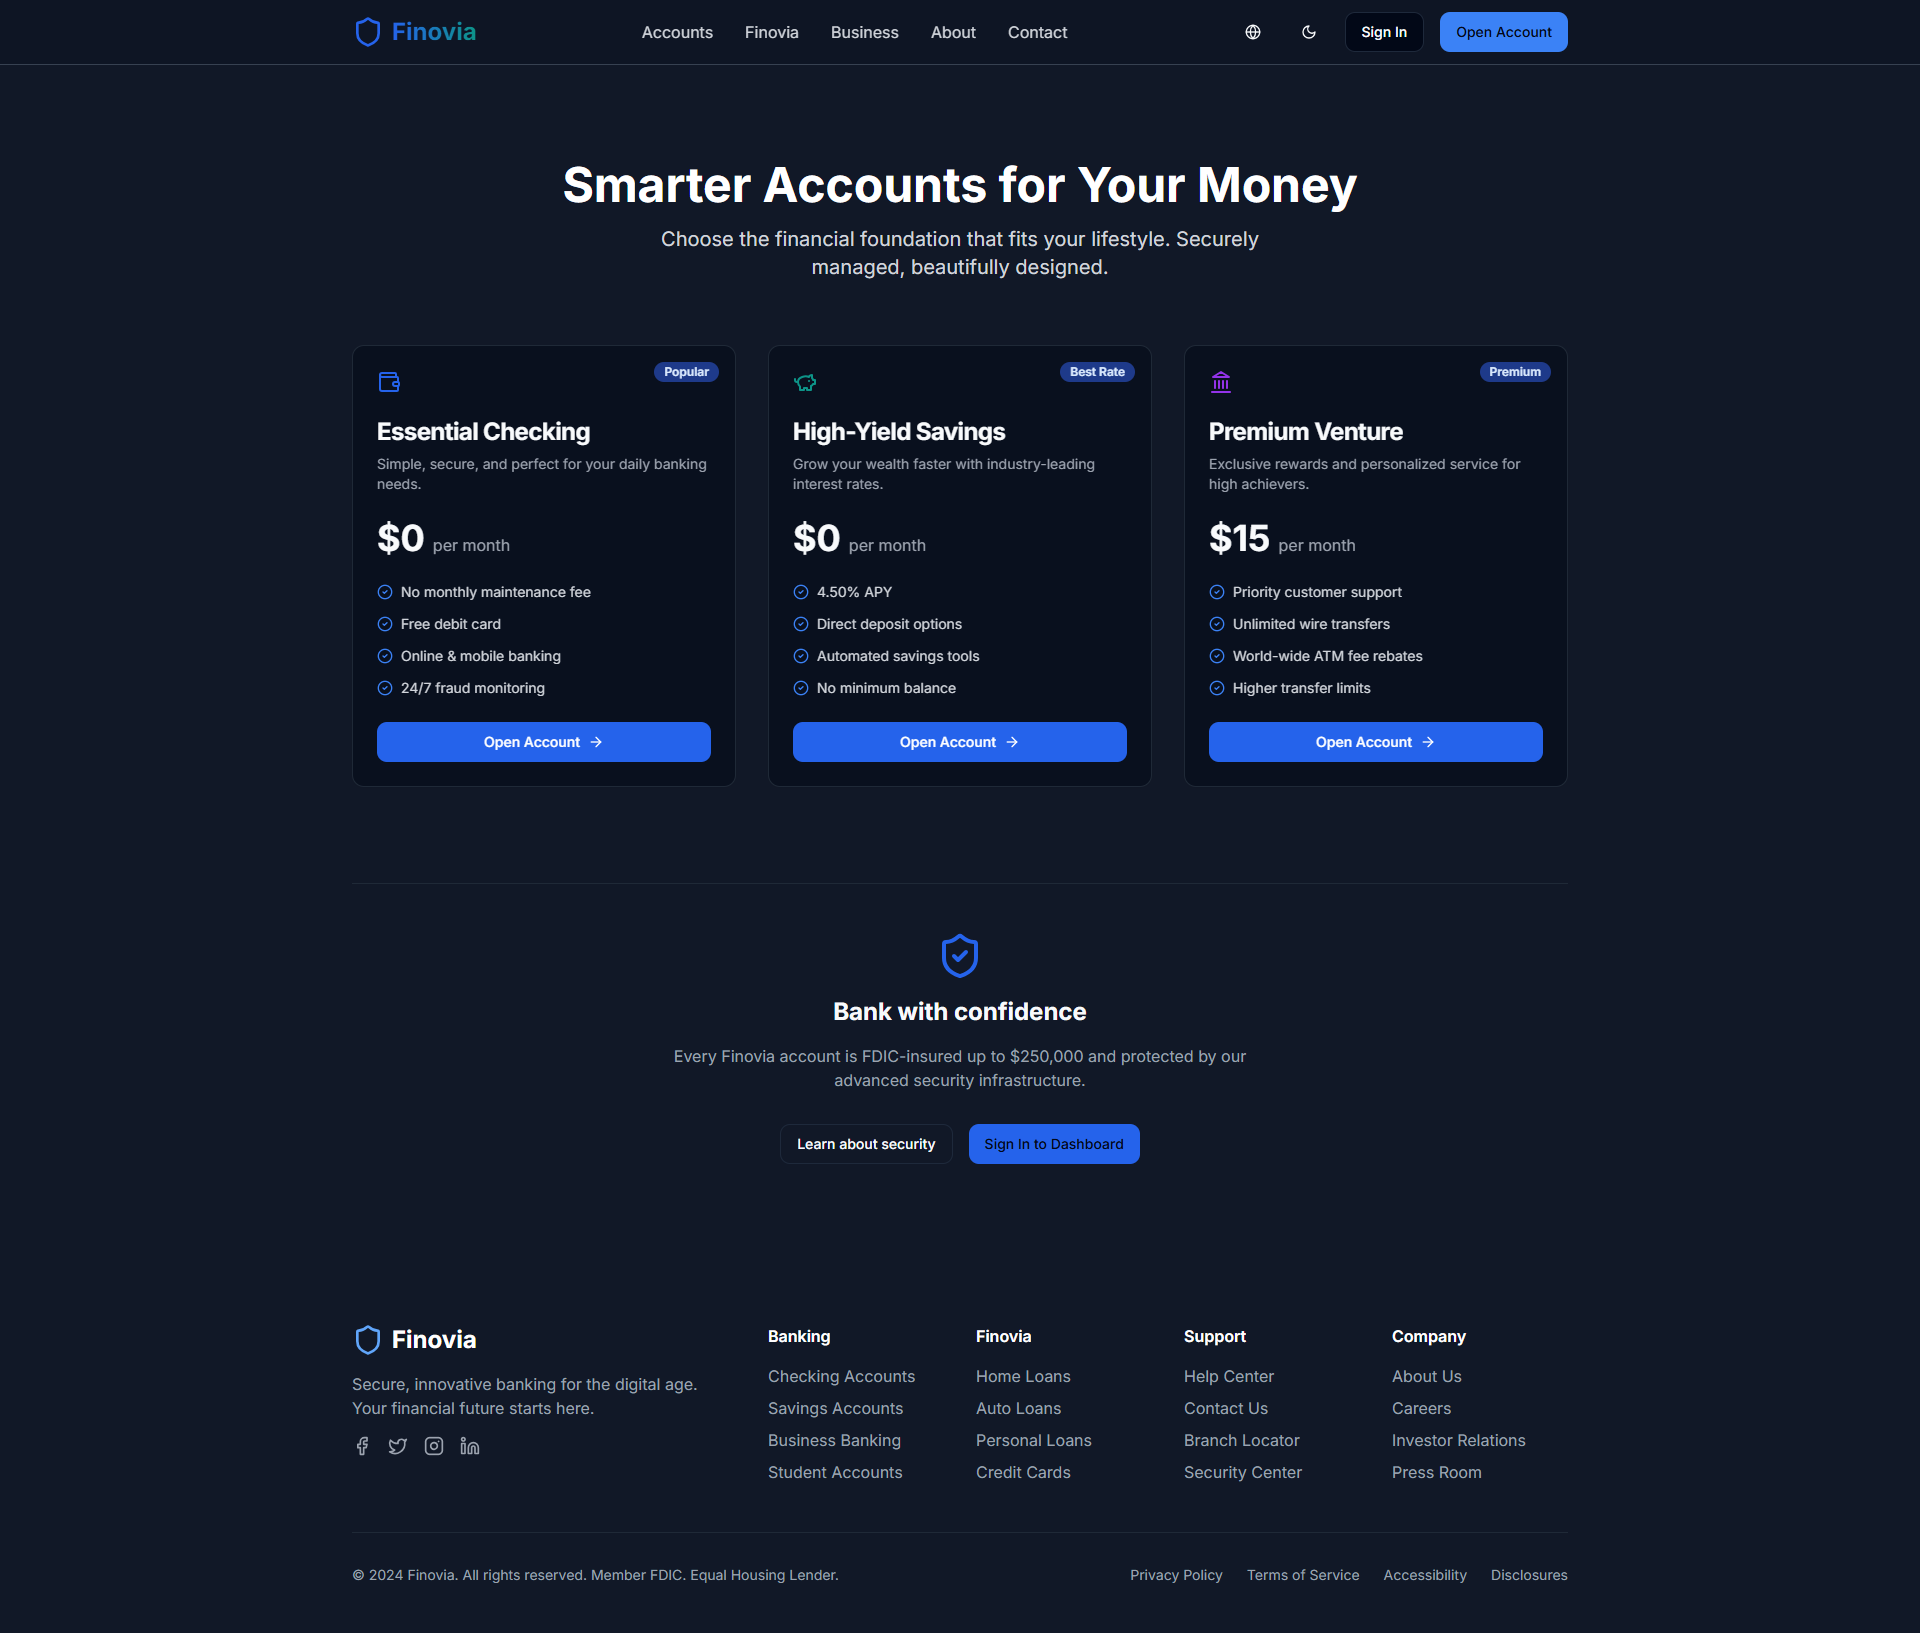 Finovia
Accounts
Finovia
Business
About
Contact
Sign In
Open Account
Smarter Accounts for Your Money
Choose the financial foundation that fits your lifestyle. Securely
managed, beautifully designed.
Popular
Essential Checking
Simple, secure, and perfect for your daily banking
needs.
$0 per month
No monthly maintenance fee
Free debit card
Online & mobile banking
24/7 fraud monitoring
Open Account
Best Rate
High-Yield Savings
Grow your wealth faster with industry-leading
interest rates.
$0 per month
4.50% APY
Direct deposit options
Automated savings tools
No minimum balance
Open Account
Premium
Premium Venture
Exclusive rewards and personalized service for
high achievers.
$15 per month
Priority customer support
Unlimited wire transfers
World-wide ATM fee rebates
Higher transfer limits
Open Account
Bank with confidence
Every Finovia account is FDIC-insured up to $250,000 and protected by our
advanced security infrastructure.
Learn about security
Sign In to Dashboard
Finovia
Secure, innovative banking for the digital age.
Your financial future starts here.
Banking
Checking Accounts
Savings Accounts
Business Banking
Student Accounts
Finovia
Home Loans
Auto Loans
Personal Loans
Credit Cards
Support
Help Center
Contact Us
Branch Locator
Security Center
Company
About Us
Careers
Investor Relations
Press Room
© 2024 Finovia. All rights reserved. Member FDIC. Equal Housing Lender.
Privacy Policy
Terms of Service
Accessibility
Disclosures